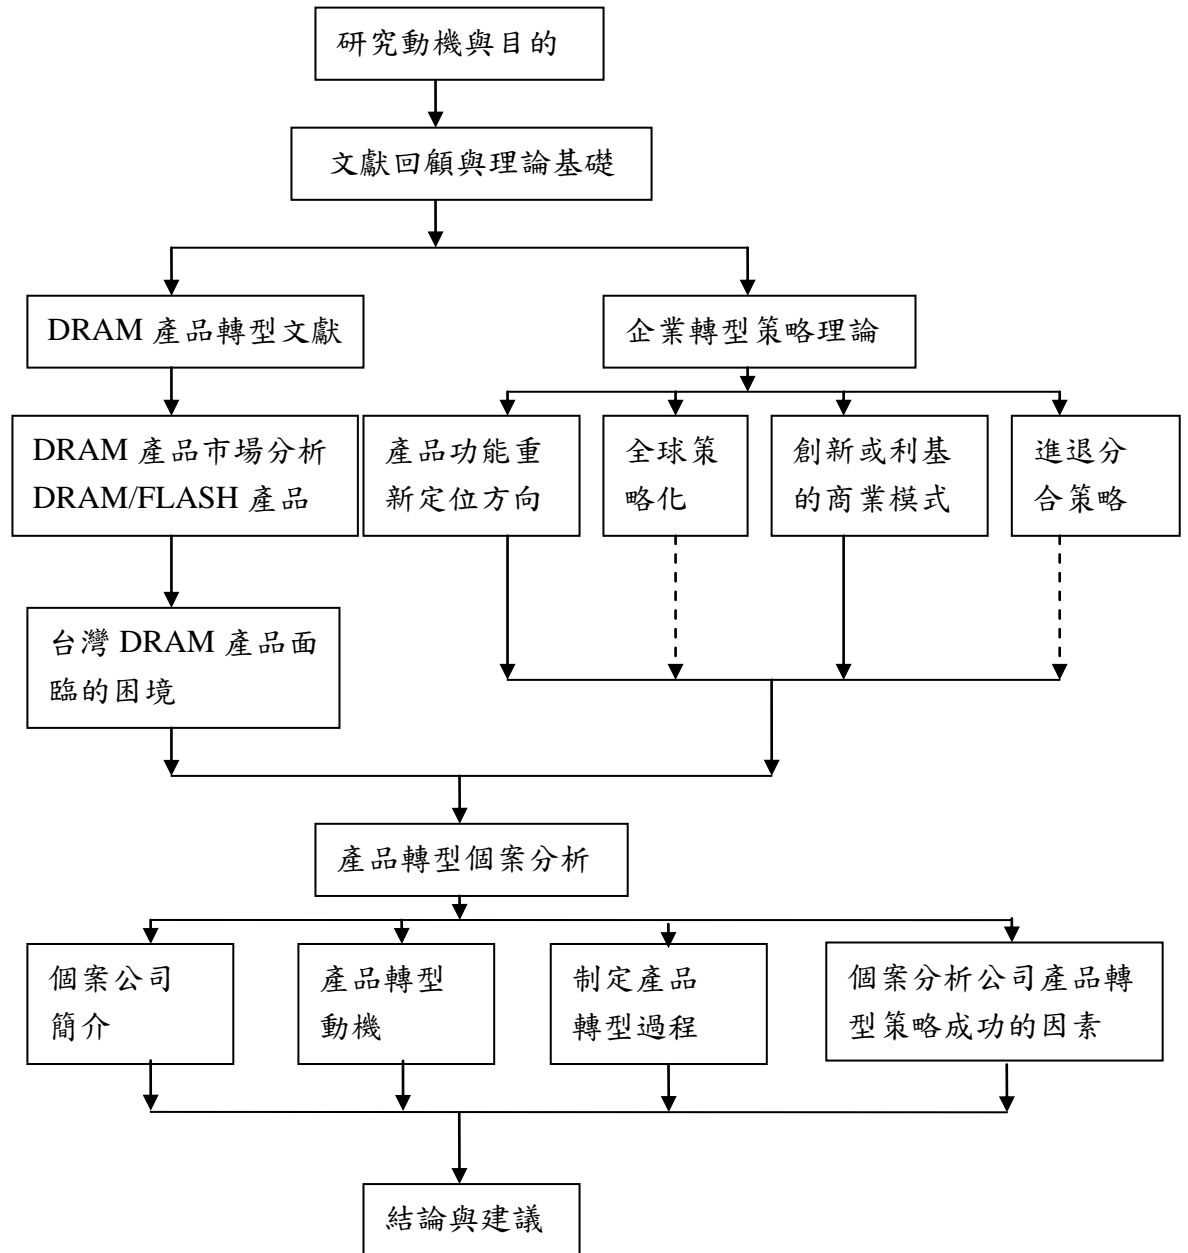 研究動機與目的
文獻回顧與理論基礎
DRAM 產品轉型文獻
企業轉型策略理論
DRAM 產品市場分析
DRAM/FLASH 產品
產品功能重
新定位方向
全球策
略化
創新或利基
的商業模式
進退分
合策略
台灣 DRAM 產品面
臨的困境
產品轉型個案分析
個案公司
簡介
產品轉型
動機
制定產品
轉型過程
個案分析公司產品轉
型策略成功的因素
結論與建議